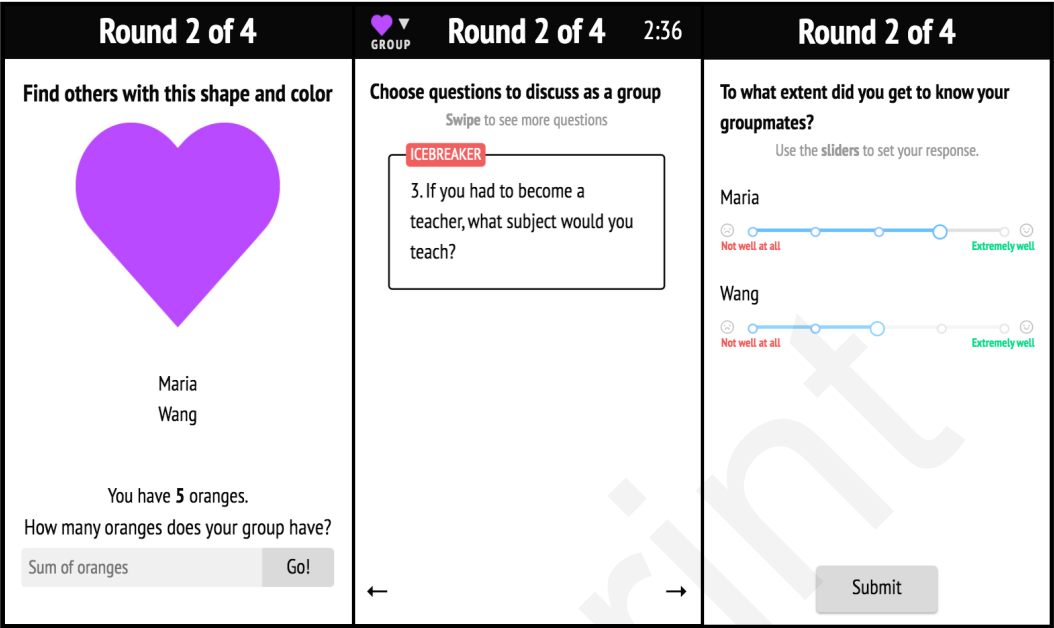 Round 2 of 4
Find others with this shape and color
Maria
Wang
You have 5 oranges.
How many oranges does your group have?
Sum of oranges
Go!
GROUP
Round 2 of 4
2:36
Choose questions to discuss as a group
Swipe to see more questions
ICEBREAKER
3. If you had to become a
teacher, what subject would you
teach?
Round 2 of 4
To what extent did you get to know your
groupmates?
Use the sliders to set your response.
Maria
Not well at all
Extremely well
Wang
Not well at all
Extremely well
Submit
rint